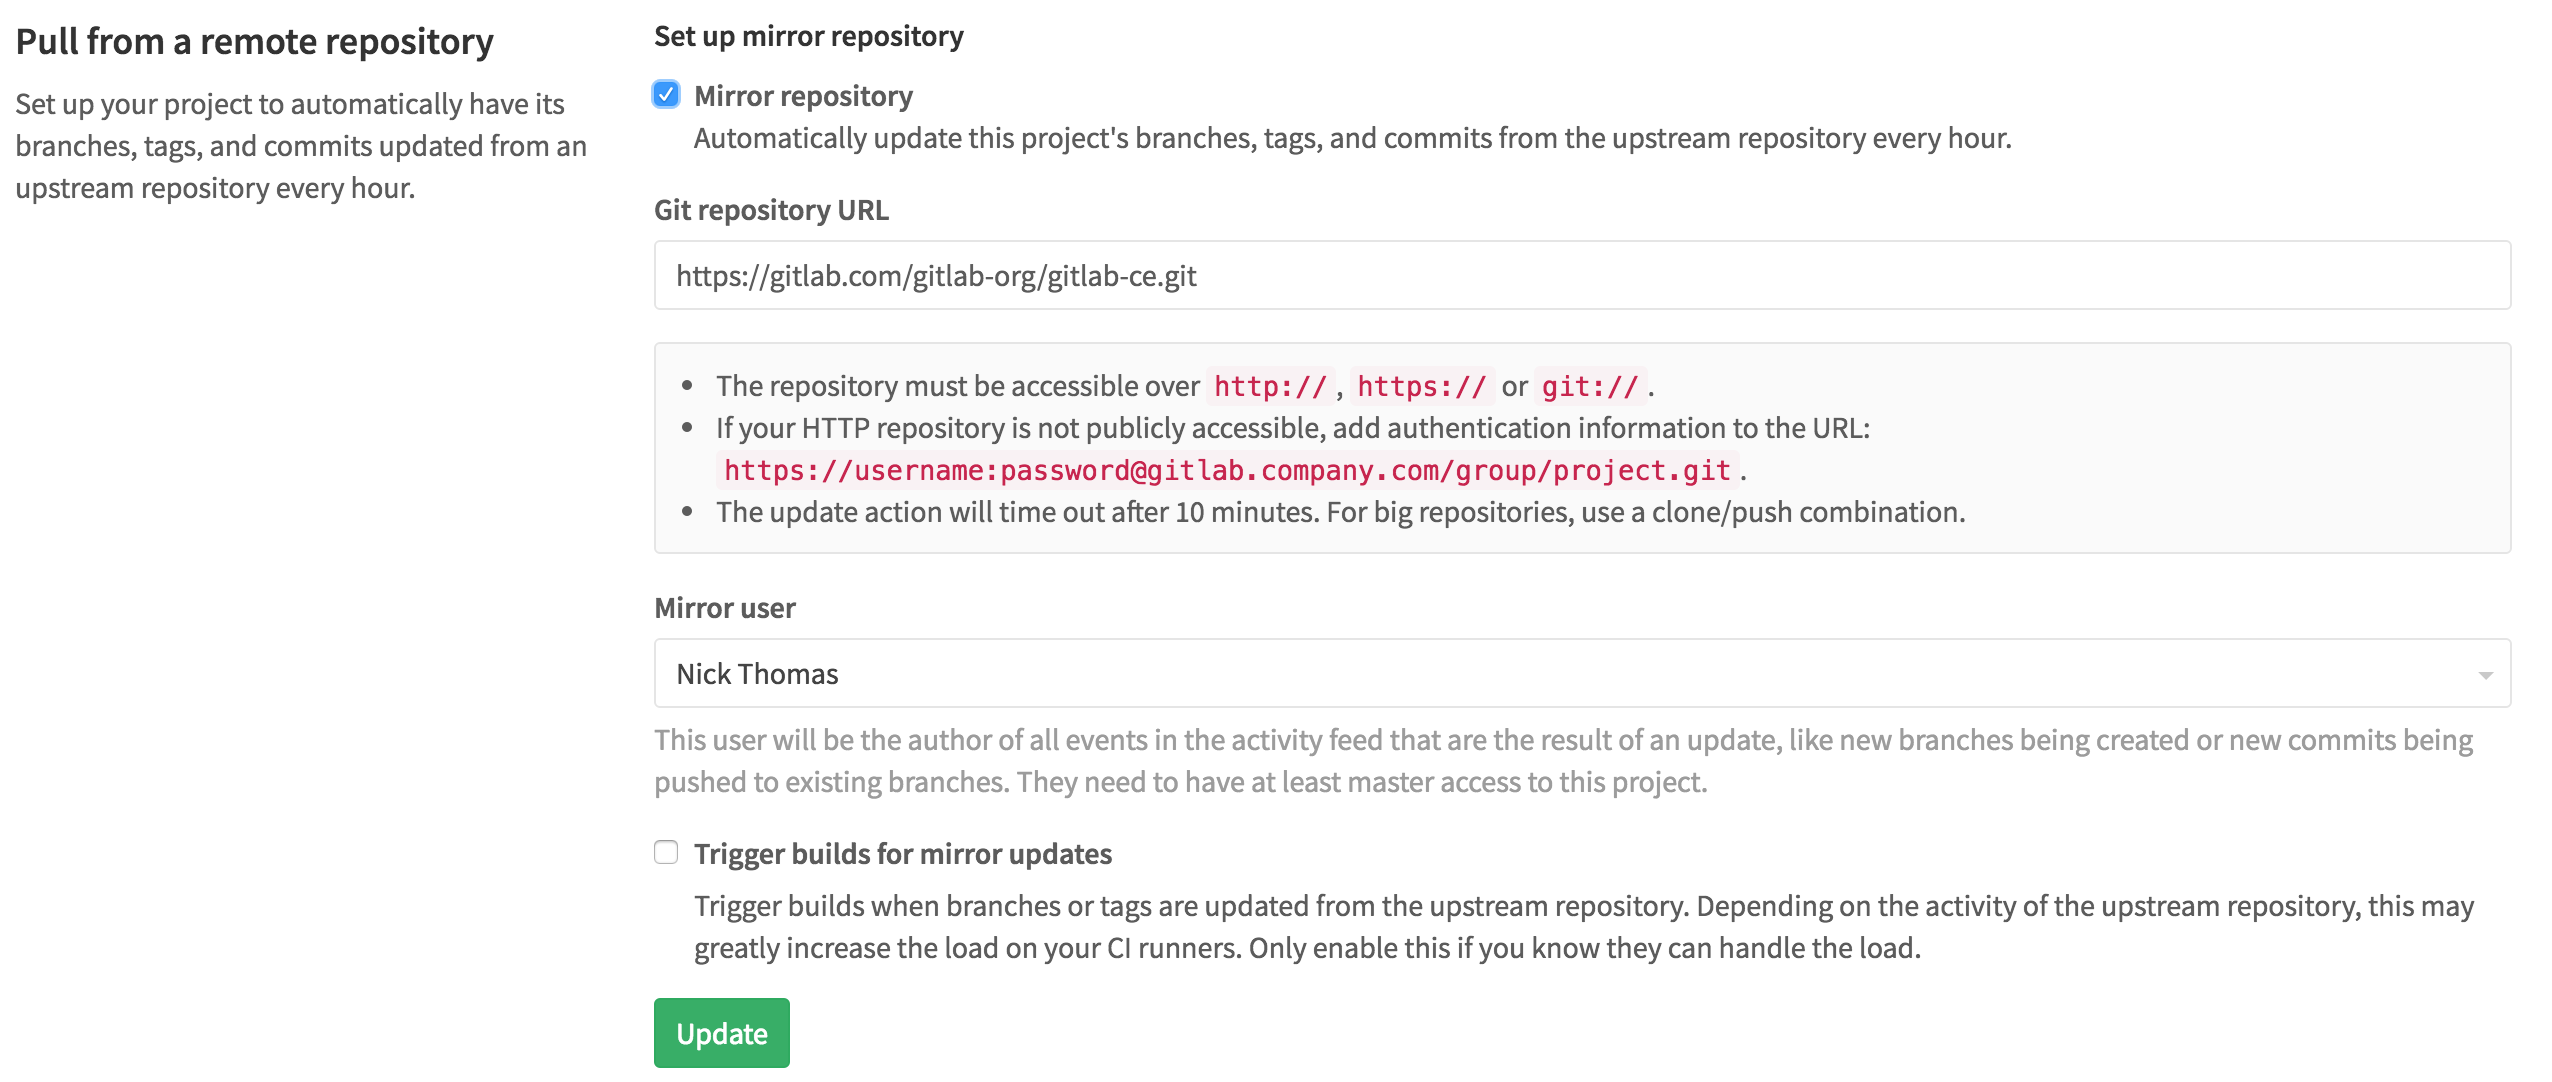 Pull from a remote repository
Set up your project to automatically have its
branches, tags, and commits updated from an
upstream repository every hour.
Set up mirror repository
Mirror repository
Automatically update this project's branches, tags, and commits from the upstream repository every hour.
Git repository URL
https://gitlab.com/gitlab-org/gitlab-ce.git
• The repository must be accessible over http://, https:// or git://.
• If your HTTP repository is not publicly accessible, add authentication information to the URL:
https://username:password@gitlab.company.com/group/project.git.
• The update action will time out after 10 minutes. For big repositories, use a clone/push combination.
Mirror user
Nick Thomas
This user will be the author of all events in the activity feed that are the result of an update, like new branches being created or new commits being
pushed to existing branches. They need to have at least master access to this project.
Trigger builds for mirror updates
Trigger builds when branches or tags are updated from the upstream repository. Depending on the activity of the upstream repository, this may
greatly increase the load on your CI runners. Only enable this if you know they can handle the load.
Update